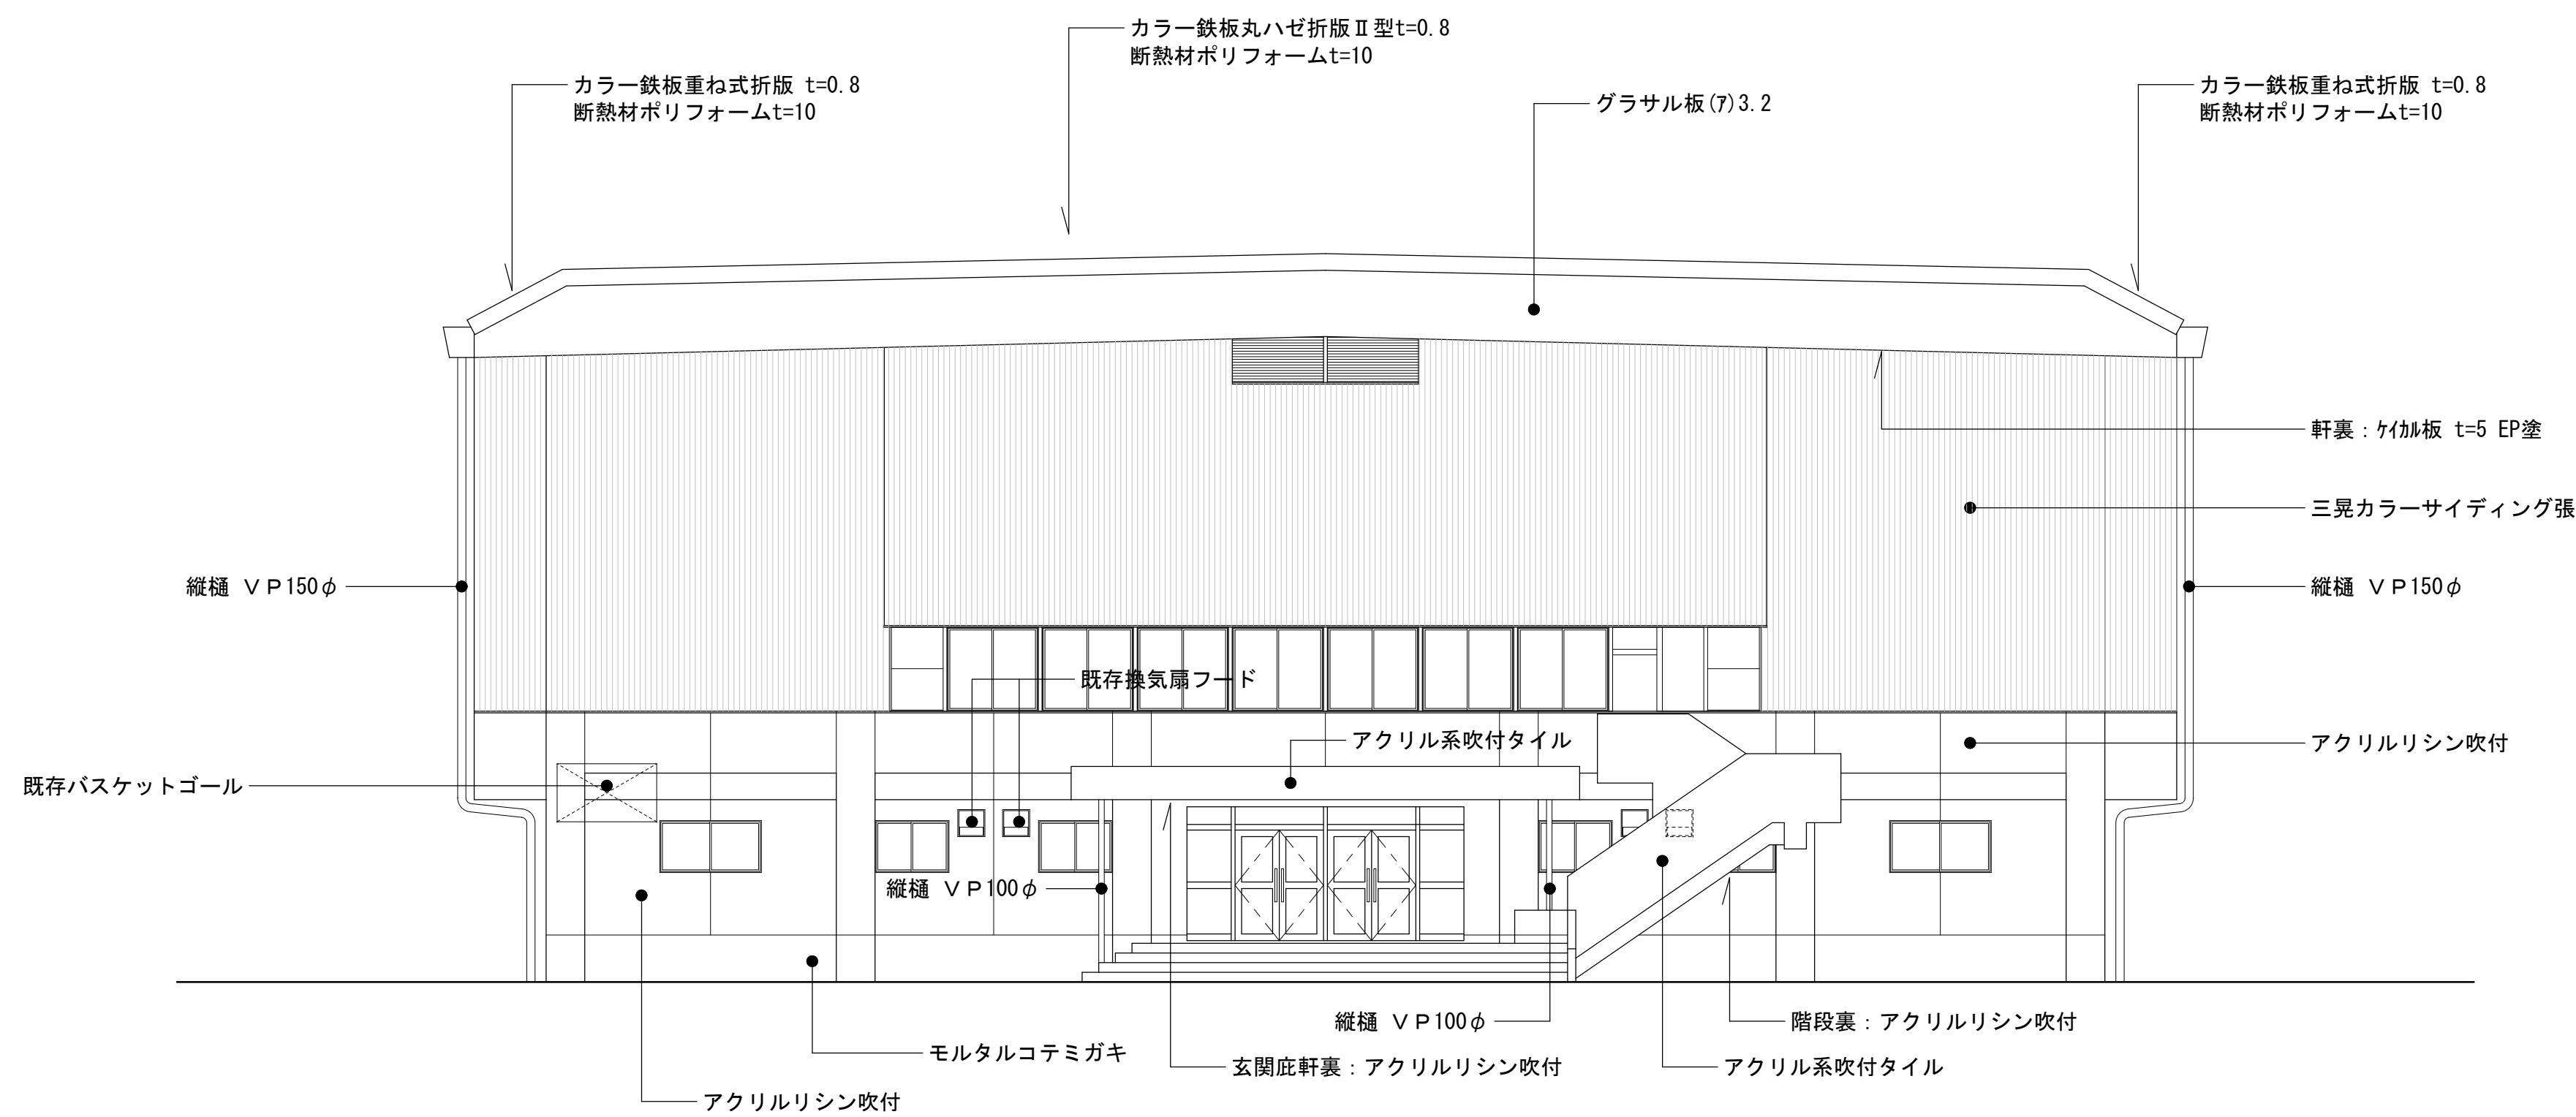 カラー鉄板丸ハゼ折版Ⅱ型t=0.8
断熱材ポリフォームt=10
カラー鉄板重ね式折版 t=0.8
断熱材ポリフォームt=10
グラサル板(ｱ)3.2
カラー鉄板重ね式折版 t=0.8
断熱材ポリフォームt=10
軒裏：ｹｲｶﾙ板 t=5 EP塗
三晃カラーサイディング張
縦樋 ＶＰ150φ
縦樋 ＶＰ150φ
既存換気扇フード
アクリル系吹付タイル
アクリルリシン吹付
既存バスケットゴール
縦樋 ＶＰ100φ
縦樋 ＶＰ100φ
階段裏：アクリルリシン吹付
モルタルコテミガキ
玄関庇軒裏：アクリルリシン吹付
アクリル系吹付タイル
アクリルリシン吹付